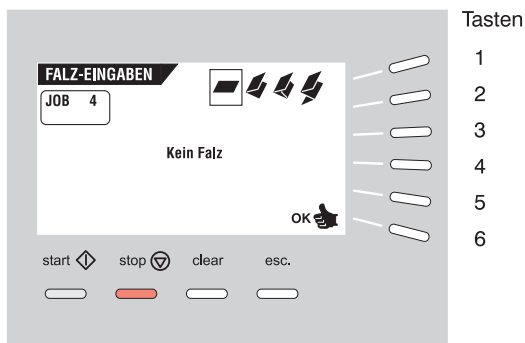 Tasten
FALZ-EINGABEN
1
JOB 4
2
3
Kein Falz
4
5
OK
6
start stop clear esc.